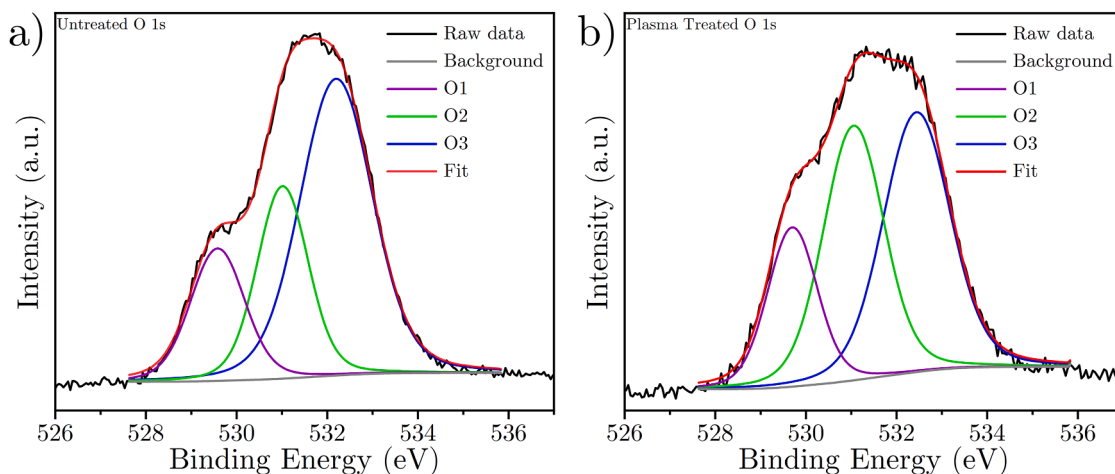 a)
Untreated O 1s
Raw data
Background
O1
O2
O3
Fit
Intensity (a.u.)
526 528 530 532 534 536
Binding Energy (eV)
b)
Plasma Treated O 1s
Raw data
Background
O1
O2
O3
Fit
Intensity (a.u.)
526 528 530 532 534 536
Binding Energy (eV)